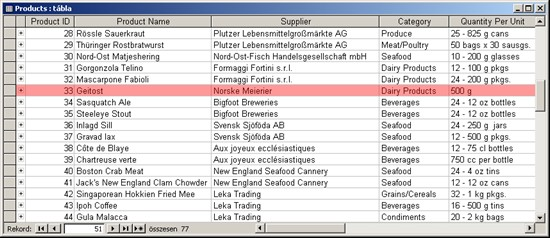 Products : tábla
Product ID Product Name Supplier Category Quantity Per Unit
28 Rössle Sauerkraut Plutzer Lebensmittelgroßmärkte AG Produce 25 - 825 g cans
29 Thüringer Rostbratwurst Plutzer Lebensmittelgroßmärkte AG Meat/Poultry 50 bags x 30 sausgs.
30 Nord-Ost Matjeshering Nord-Ost-Fisch Handelsgesellschaft mbH Seafood 10 - 200 g glasses
31 Gorgonzola Telino Formaggi Fortini s.r.l. Dairy Products 12 - 100 g pkgs
32 Mascarpone Fabioli Formaggi Fortini s.r.l. Dairy Products 24 - 200 g pkgs.
33 Geitost Norske Meierier Dairy Products 500 g
34 Sasquatch Ale Bigfoot Breweries Beverages 24 - 12 oz bottles
35 Steeleye Stout Bigfoot Breweries Beverages 24 - 12 oz bottles
36 Inlagd Sill Svensk Sjöföda AB Seafood 24 - 250 g jars
37 Gravad lax Svensk Sjöföda AB Seafood 12 - 500 g pkgs.
38 Côte de Blaye Aux joyeux ecclésiastiques Beverages 12 - 75 cl bottles
39 Chartreuse verte Aux joyeux ecclésiastiques Beverages 750 cc per bottle
40 Boston Crab Meat New England Seafood Cannery Seafood 24 - 4 oz tins
41 Jack's New England Clam Chowder New England Seafood Cannery Seafood 12 - 12 oz cans
42 Singaporean Hokkien Fried Mee Leka Trading Grains/Cereals 32 - 1 kg pkgs.
43 Ipoh Coffee Leka Trading Beverages 16 - 500 g tins
44 Gula Malacca Leka Trading Condiments 20 - 2 kg bags
Rekord: 51 összesen 77